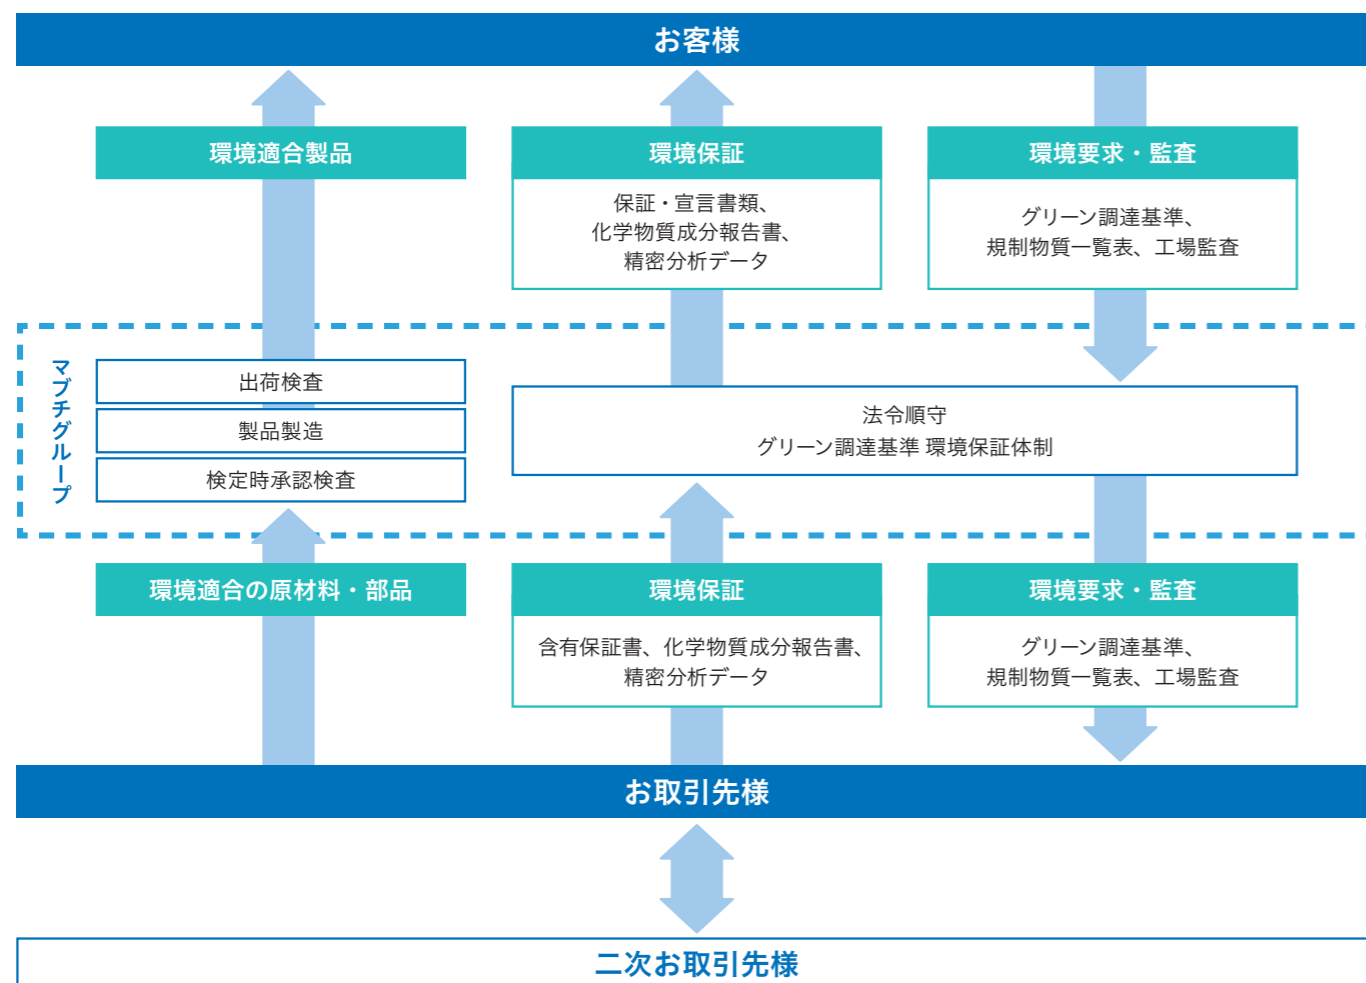 お客様
環境適合製品
環境保証
保証・宣言書類、
化学物質成分報告書、
精密分析データ
環境要求・監査
グリーン調達基準、
規制物質一覧表、工場監査
マブチグループ
出荷検査
製品製造
検定時承認検査
法令順守
グリーン調達基準 環境保証体制
環境適合の原材料・部品
環境保証
含有保証書、化学物質成分報告書、
精密分析データ
環境要求・監査
グリーン調達基準、
規制物質一覧表、工場監査
お取引先様
二次お取引先様